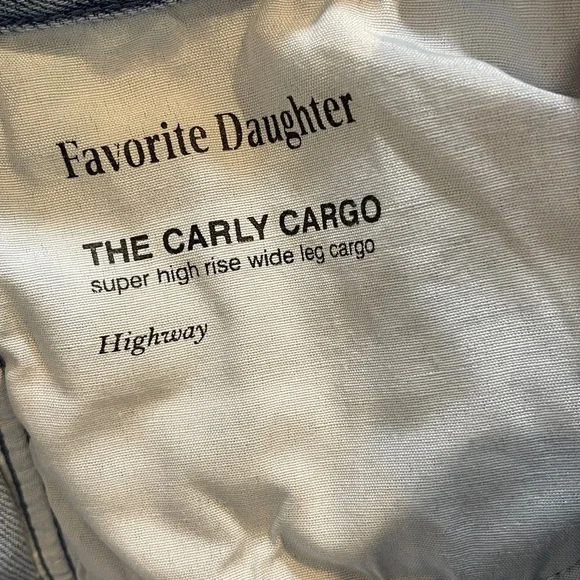 Favorite Daughter
THE CARLY CARGO
super high rise wide leg cargo
Highway